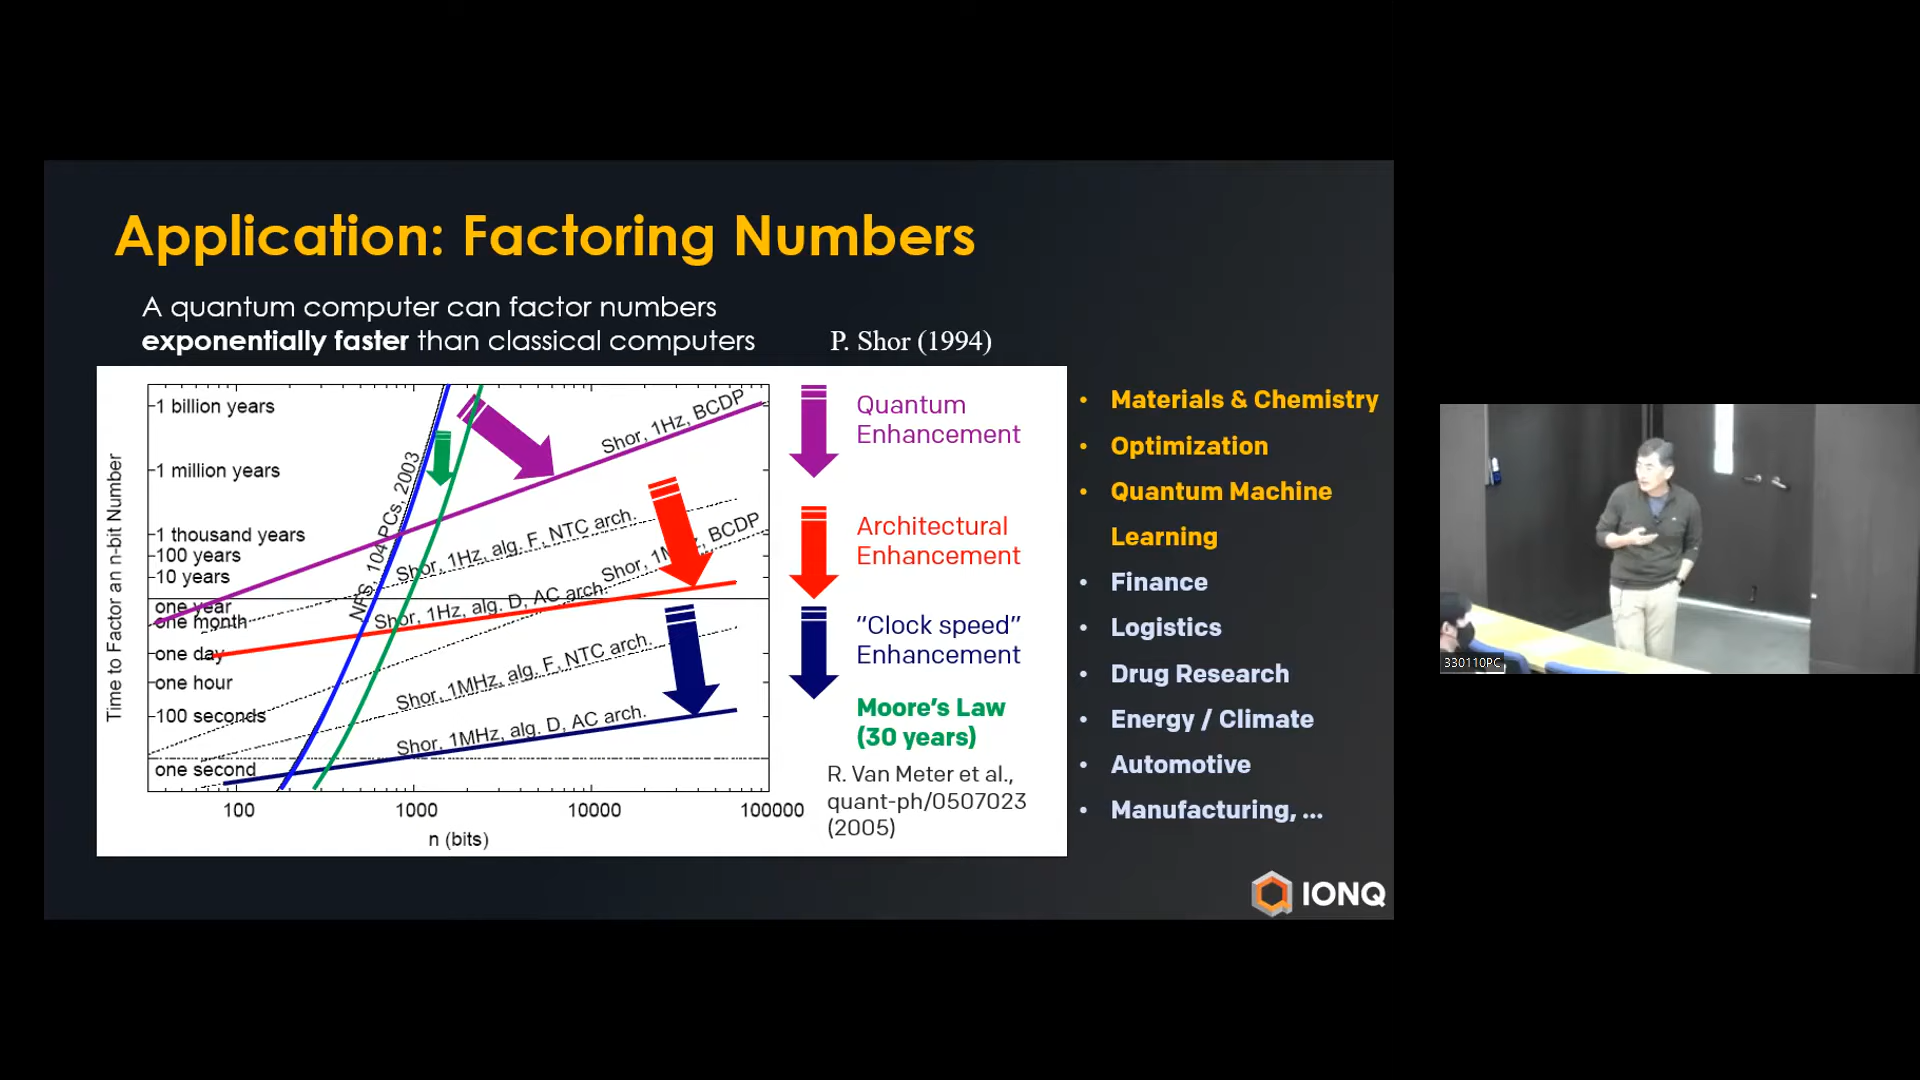 Application: Factoring Numbers
A quantum computer can factor numbers
exponentially faster than classical computers
P. Shor (1994)
Time to Factor an n-bit Number
1 billion years
1 million years
1 thousand years
100 years
10 years
one year
one month
one day
one hour
100 seconds
one second
100
1000
10000
100000
n (bits)
NFS, 104 PCs, 2003
Shor, 1Hz, BCDP
Shor, 1Hz, alg. F, NTC arch.
Shor, 1M BCDP
Shor, 1Hz, alg. D, AC arch.
Shor, 1MHz, alg. F, NTC arch.
Shor, 1MHz, alg. D, AC arch.
Quantum
Enhancement
Architectural
Enhancement
“Clock speed”
Enhancement
Moore’s Law
(30 years)
R. Van Meter et al.,
quant-ph/0507023
(2005)
• Materials & Chemistry
• Optimization
• Quantum Machine
Learning
• Finance
• Logistics
• Drug Research
• Energy / Climate
• Automotive
• Manufacturing, ...
IONQ
330110PC